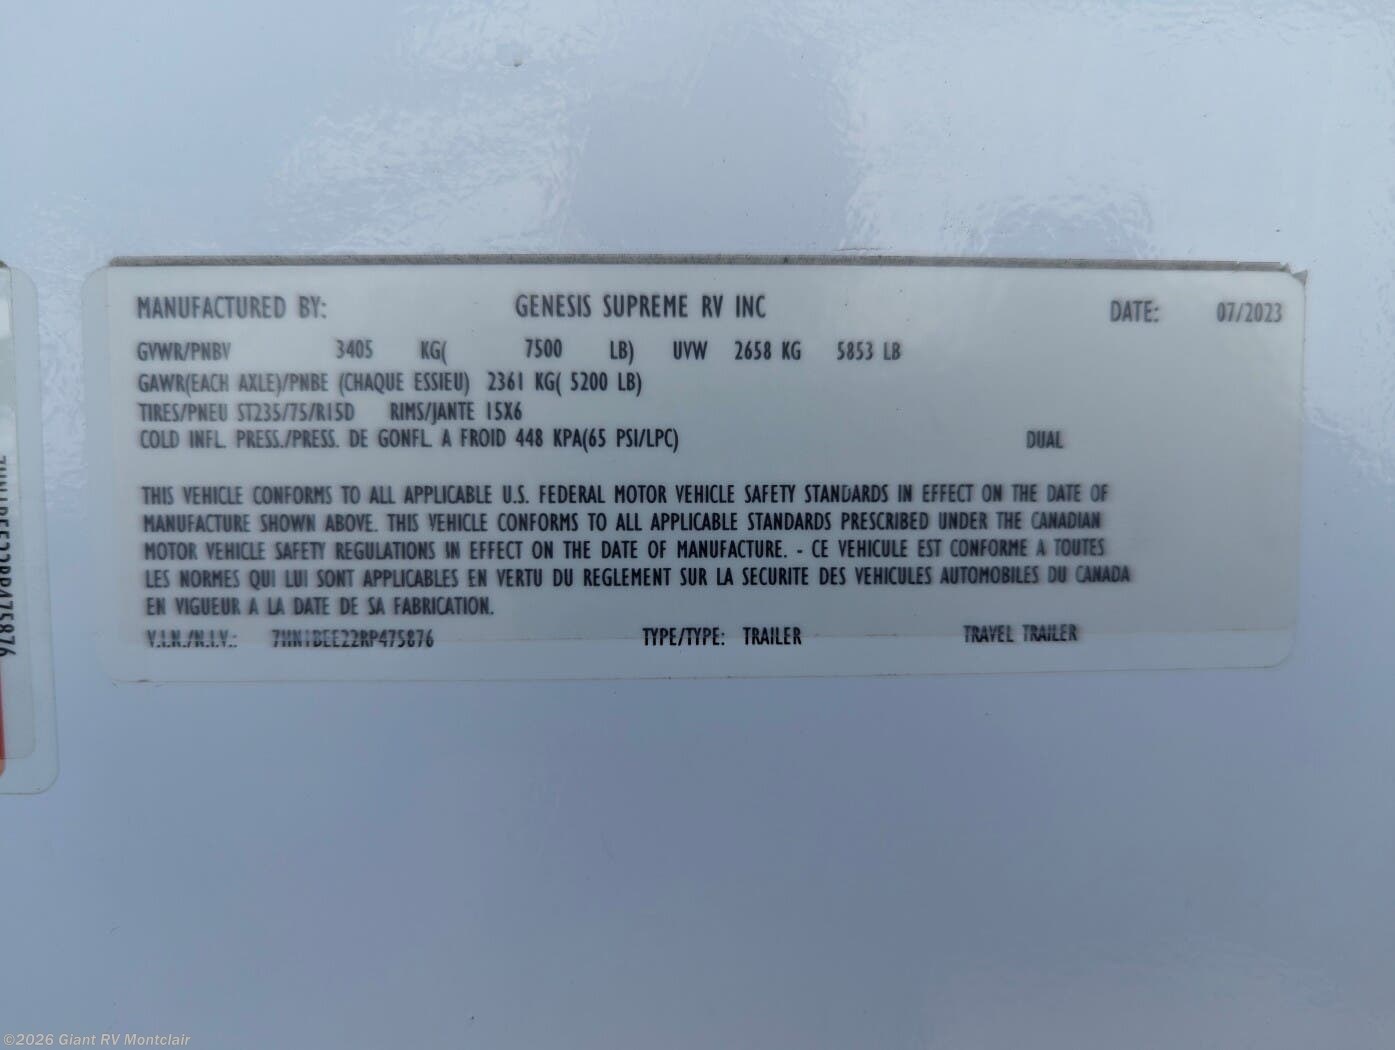 MANUFACTURED BY: GENESIS SUPREME RV INC DATE: 07/2023
GVWR/PNBV 3405 KG( 7500 LB) UVW 2658 KG 5853 LB
GAWR(EACH AXLE)/PNBE (CHAQUE ESSIEU) 2361 KG( 5200 LB)
TIRES/PNEU ST235/75/R15D RIMS/JANTE 15X6
COLD INFL. PRESS./PRESS. DE GONFL. A FROID 448 KPA(65 PSI/LPC) DUAL
THIS VEHICLE CONFORMS TO ALL APPLICABLE U.S. FEDERAL MOTOR VEHICLE SAFETY STANDARDS IN EFFECT ON THE DATE OF
MANUFACTURE SHOWN ABOVE. THIS VEHICLE CONFORMS TO ALL APPLICABLE STANDARDS PRESCRIBED UNDER THE CANADIAN
MOTOR VEHICLE SAFETY REGULATIONS IN EFFECT ON THE DATE OF MANUFACTURE. - CE VEHICULE EST CONFORME A TOUTES
LES NORMES QUI LUI SONT APPLICABLES EN VERTU DU REGLEMENT SUR LA SECURITE DES VEHICULES AUTOMOBILES DU CANADA
EN VIGUEUR A LA DATE DE SA FABRICATION.
V.I.N./N.I.V.: TYPE/TYPE: TRAILER TRAVEL TRAILER
©2026 Giant RV Montclair